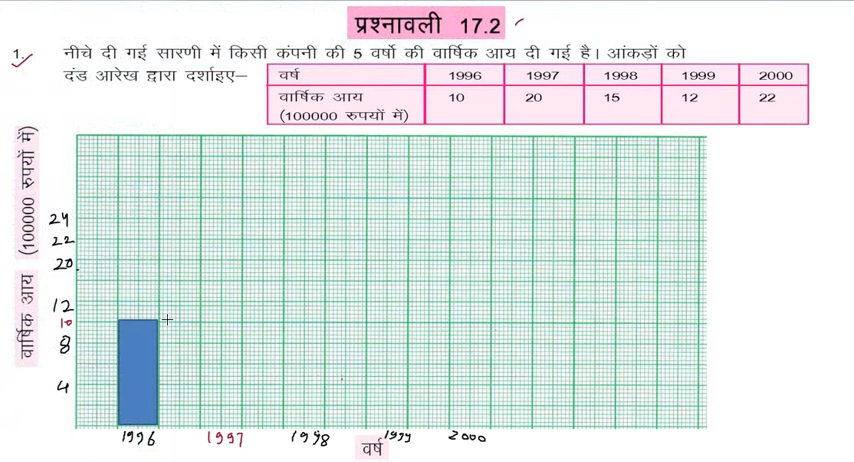 प्रश्नावली 17.2
1. नीचे दी गई सारणी में किसी कंपनी की 5 वर्षो की वार्षिक आय दी गई है। आंकड़ों को
दंड आरेख द्वारा दर्शाइए–
वर्ष 1996 1997 1998 1999 2000
वार्षिक आय 10 20 15 12 22
(100000 रुपयों में)
वार्षिक आय (100000 रुपयों में)
24
22
20
12
10
8
4
1996 1997 1998 1999 2000
वर्ष